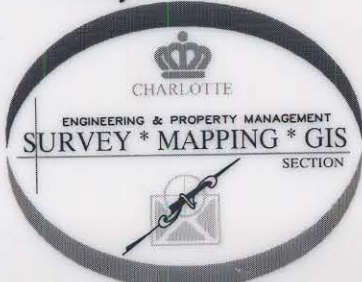 CHARLOTTE
ENGINEERING & PROPERTY MANAGEMENT
SURVEY * MAPPING * GIS
SECTION